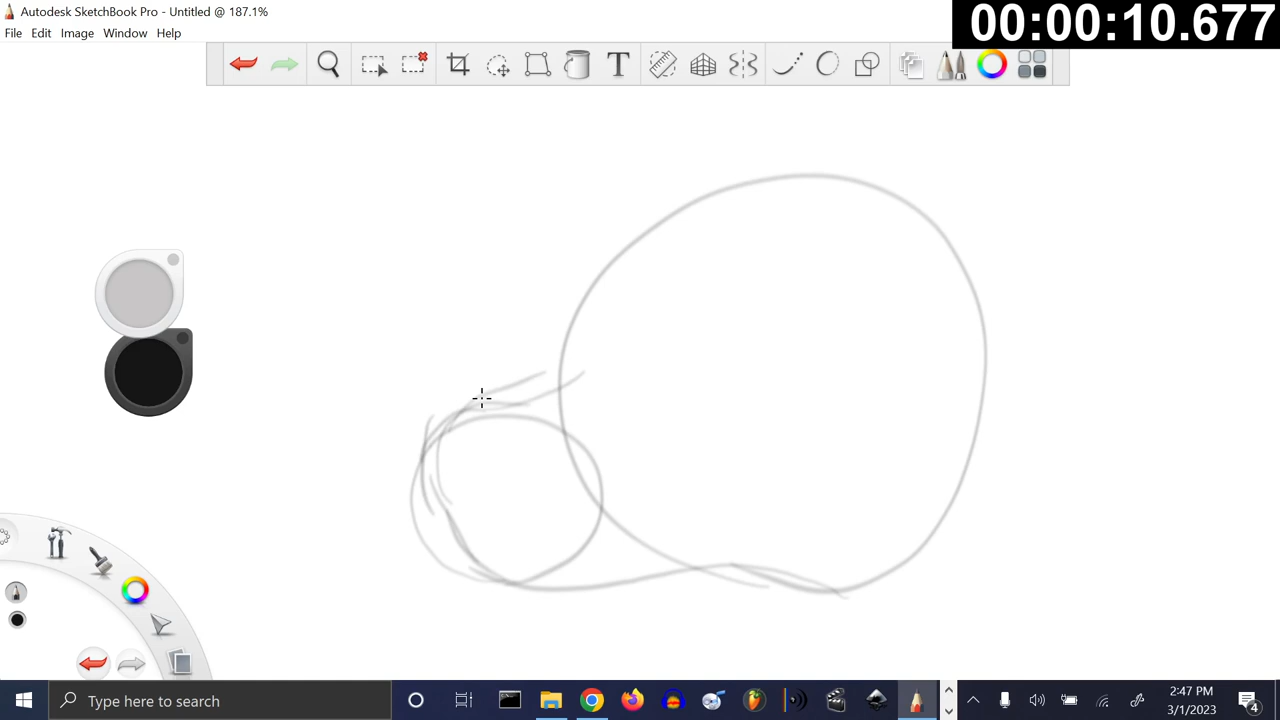 Autodesk SketchBook Pro - Untitled @ 187.1%
00:00:10.677
File Edit Image Window Help
T
Type here to search
2:47 PM
3/1/2023
4